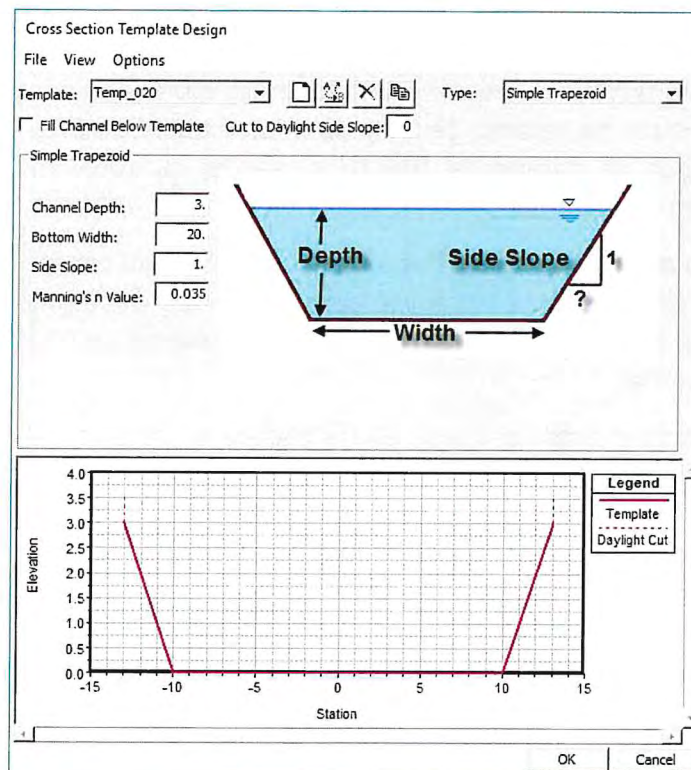 Cross Section Template Design
File View Options
Template: Temp_020 Type: Simple Trapezoid
Fill Channel Below Template Cut to Daylight Side Slope: 0
Simple Trapezoid
Channel Depth: 3.
Bottom Width: 20.
Side Slope: 1.
Manning's n Value: 0.035
Depth
Side Slope
1
?
Width
4.0
3.5
3.0
2.5
2.0
1.5
1.0
0.5
0.0
Elevation
-15 -10 -5 0 5 10 15
Station
Legend
Template
Daylight Cut
OK Cancel